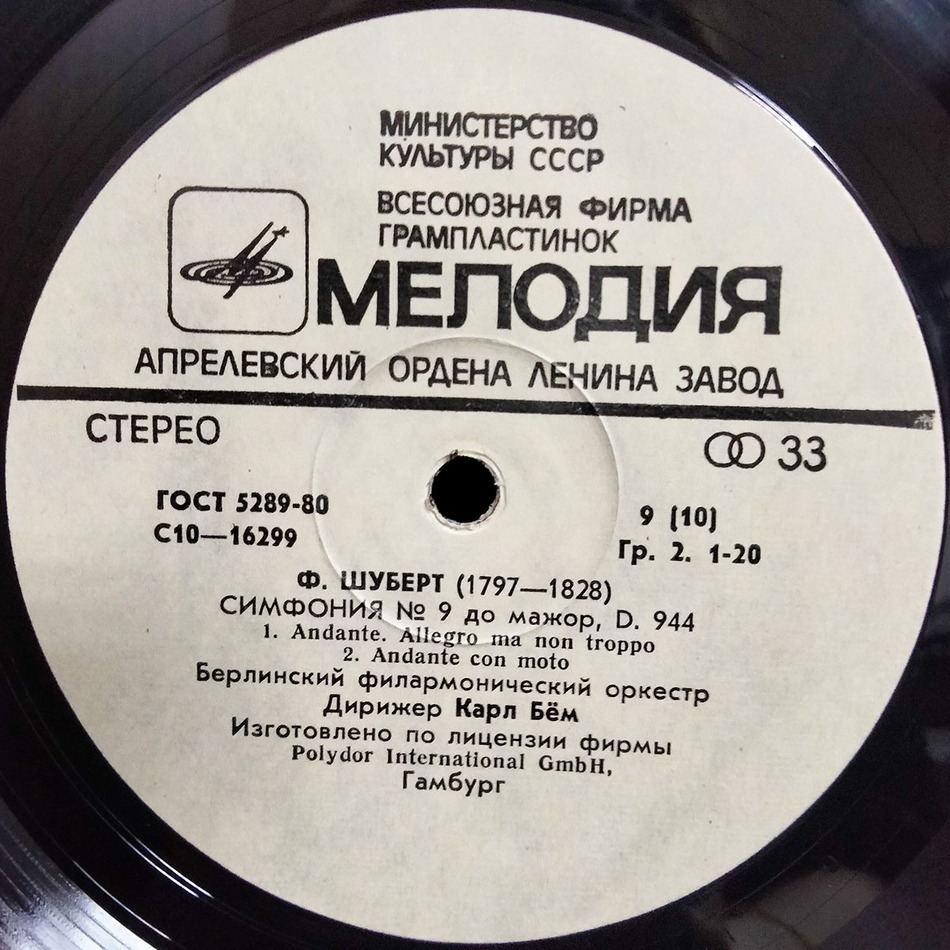 МИНИСТЕРСТВО
КУЛЬТУРЫ СССР
ВСЕСОЮЗНАЯ ФИРМА
ГРАМПЛАСТИНОК
МЕЛОДИЯ
АПРЕЛЕВСКИЙ ОРДЕНА ЛЕНИНА ЗАВОД
СТЕРЕО
33
ГОСТ 5289-80
9 (10)
С10—16299
Гр. 2. 1-20
Ф. ШУБЕРТ (1797—1828)
СИМФОНИЯ № 9 до мажор, D. 944
1. Andante. Allegro ma non troppo
2. Andante con moto
Берлинский филармонический оркестр
Дирижер Карл Бём
Изготовлено по лицензии фирмы
Polydor International GmbH,
Гамбург